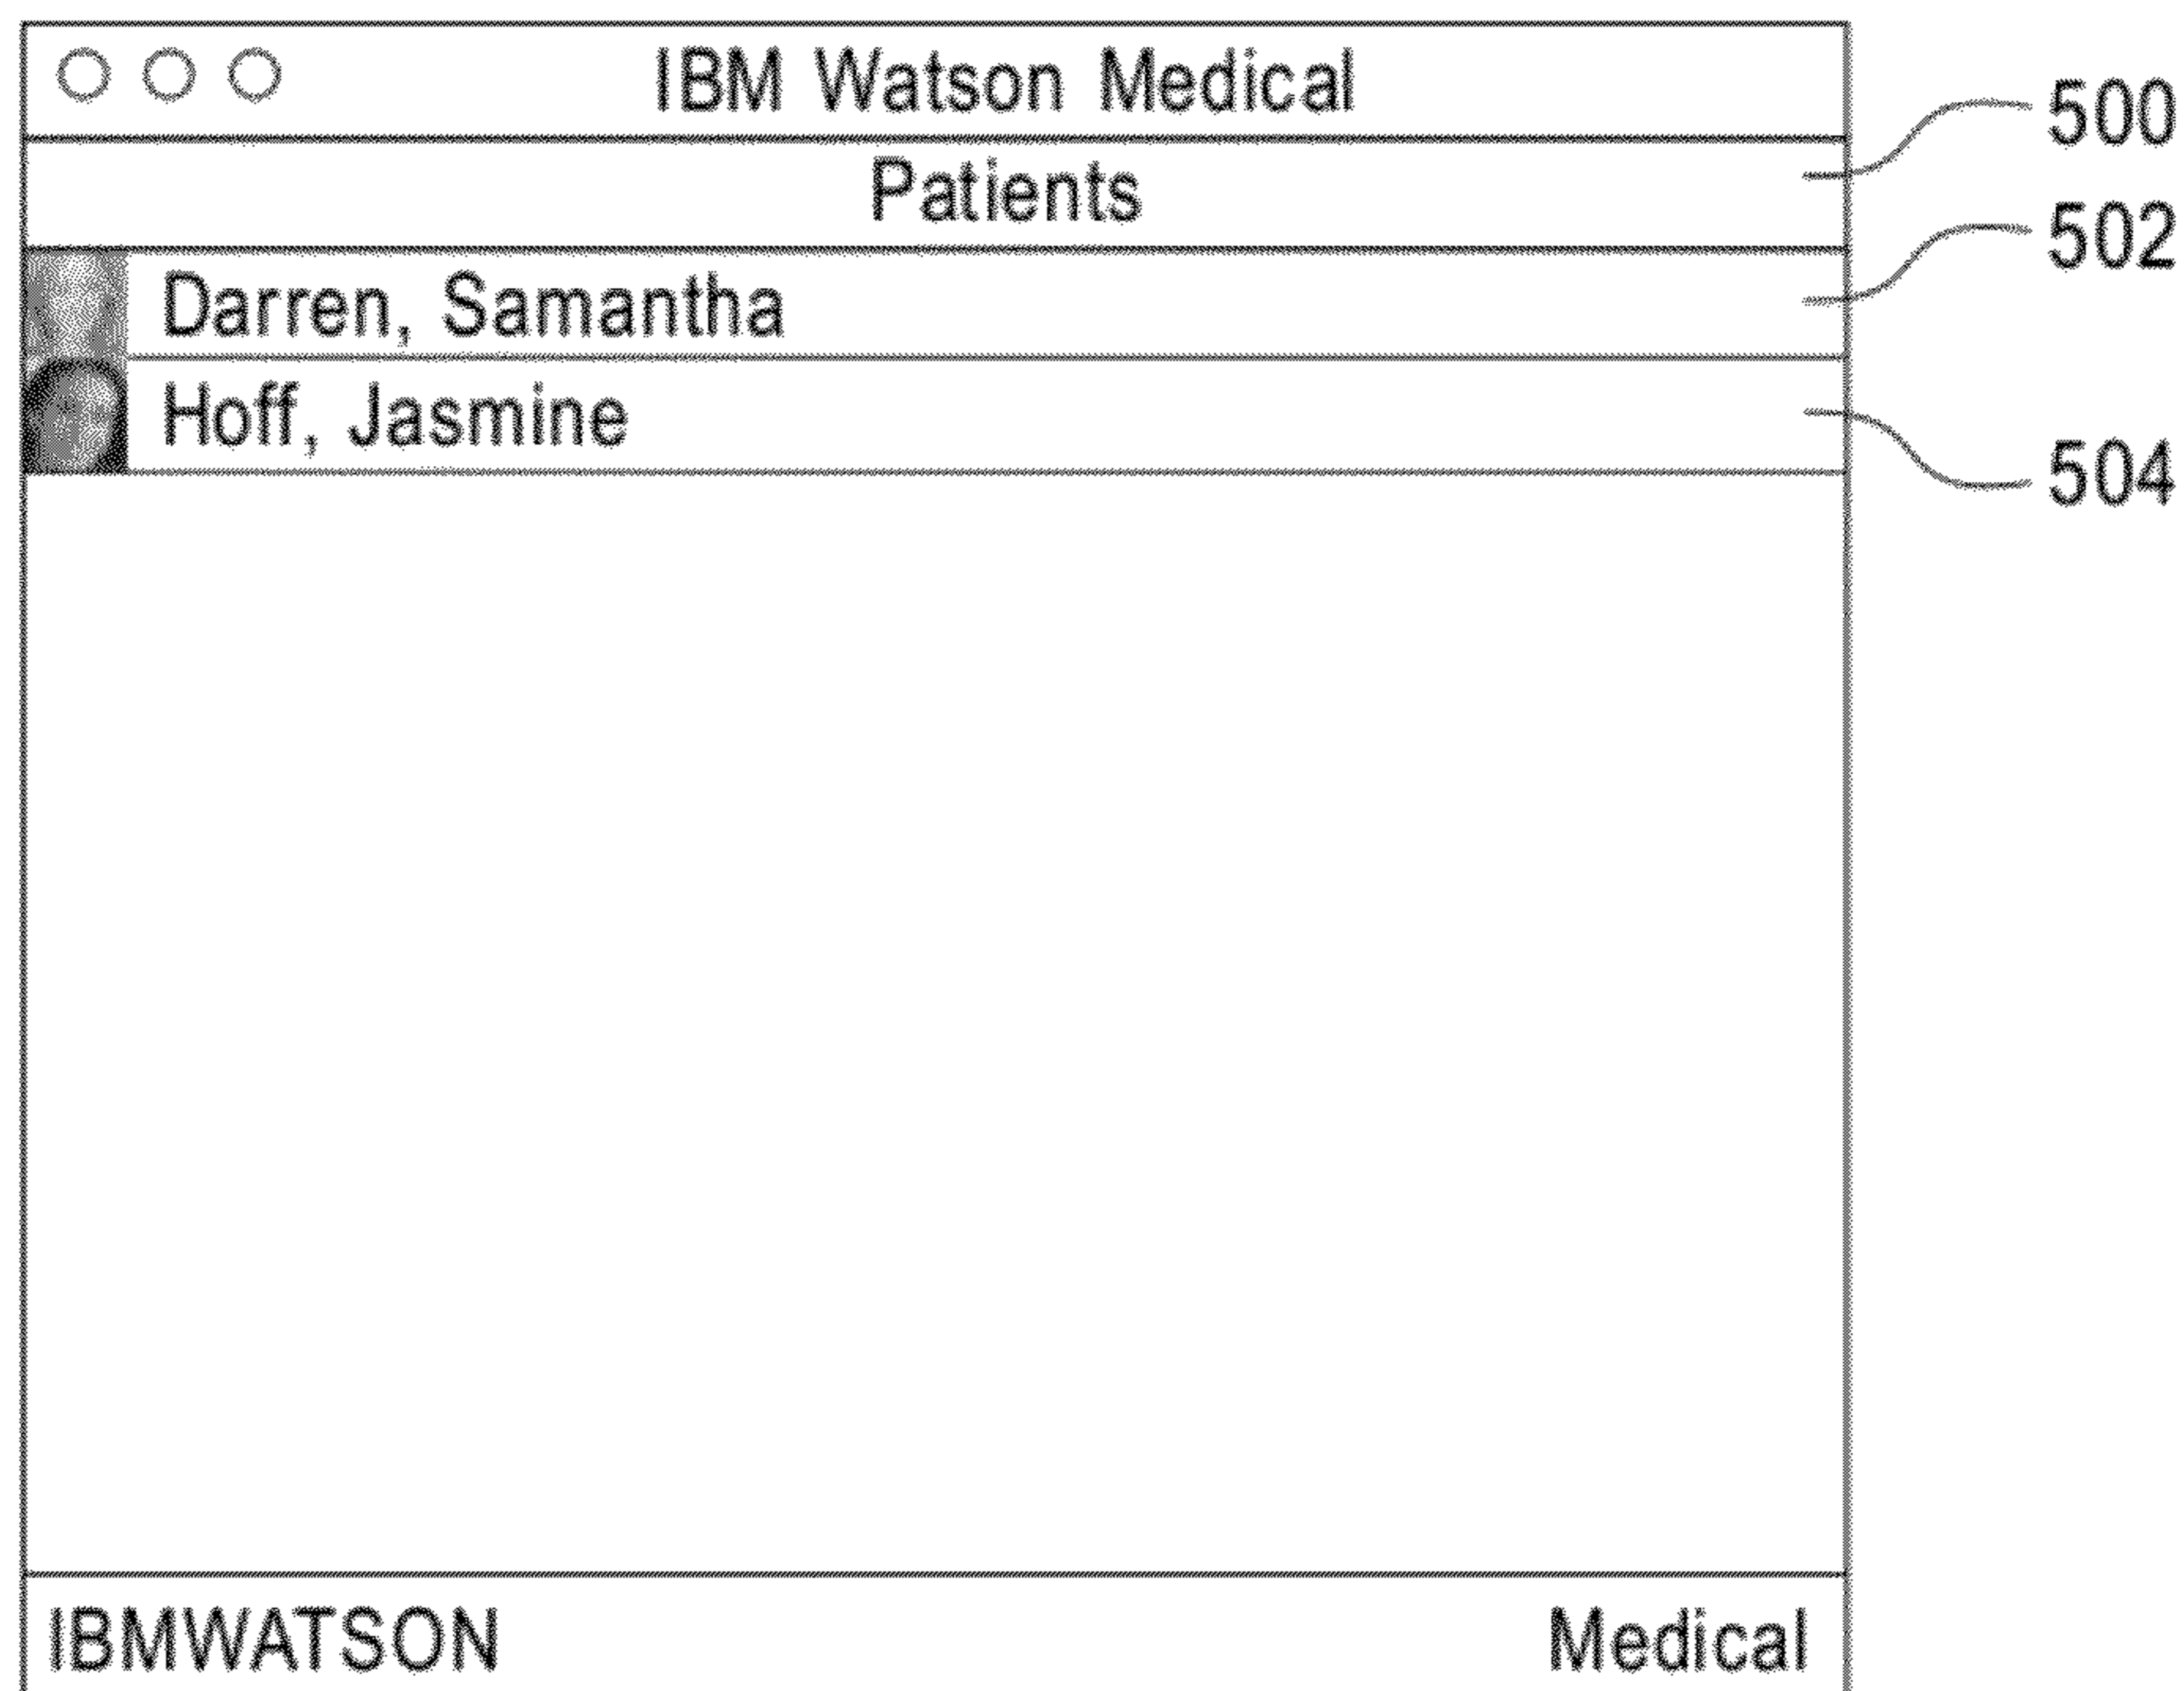 IBM Watson Medical
500
Patients
502
Darren, Samantha
Hoff, Jasmine
504
IBMWATSON Medical